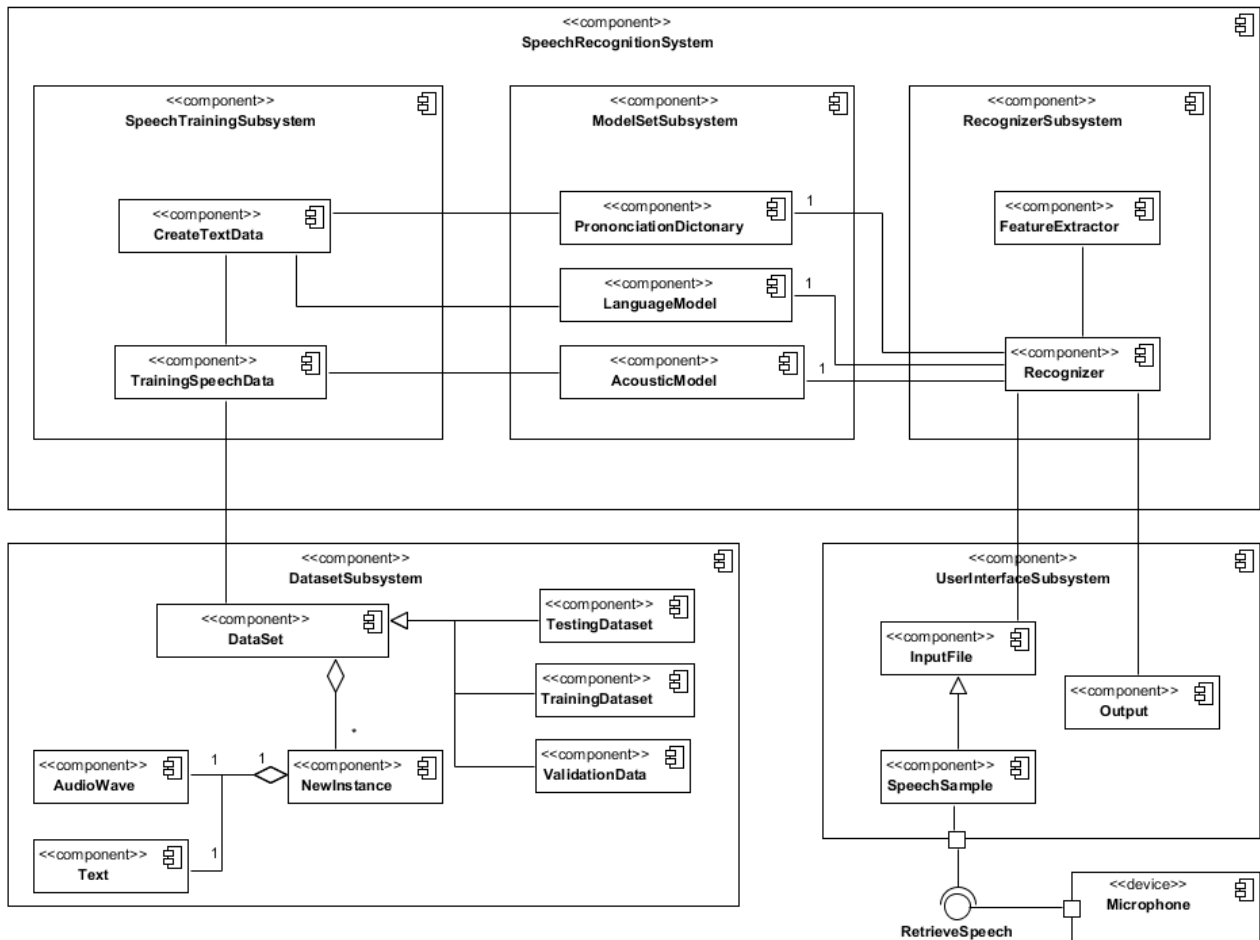 <<component>>
SpeechRecognitionSystem
<<component>>
SpeechTrainingSubsystem
<<component>>
CreateTextData
<<component>>
TrainingSpeechData
<<component>>
ModelSetSubsystem
<<component>>
PrononciationDictonary
1
<<component>>
LanguageModel
1
<<component>>
AcousticModel
1
<<component>>
RecognizerSubsystem
<<component>>
FeatureExtractor
<<component>>
Recognizer
<<component>>
DatasetSubsystem
<<component>>
DataSet
<<component>>
TestingDataset
<<component>>
TrainingDataset
<<component>>
ValidationData
*
<<component>>
AudioWave
1
1
<<component>>
NewInstance
<<component>>
Text
1
<<component>>
UserInterfaceSubsystem
<<component>>
InputFile
<<component>>
Output
<<component>>
SpeechSample
RetrieveSpeech
<<device>>
Microphone